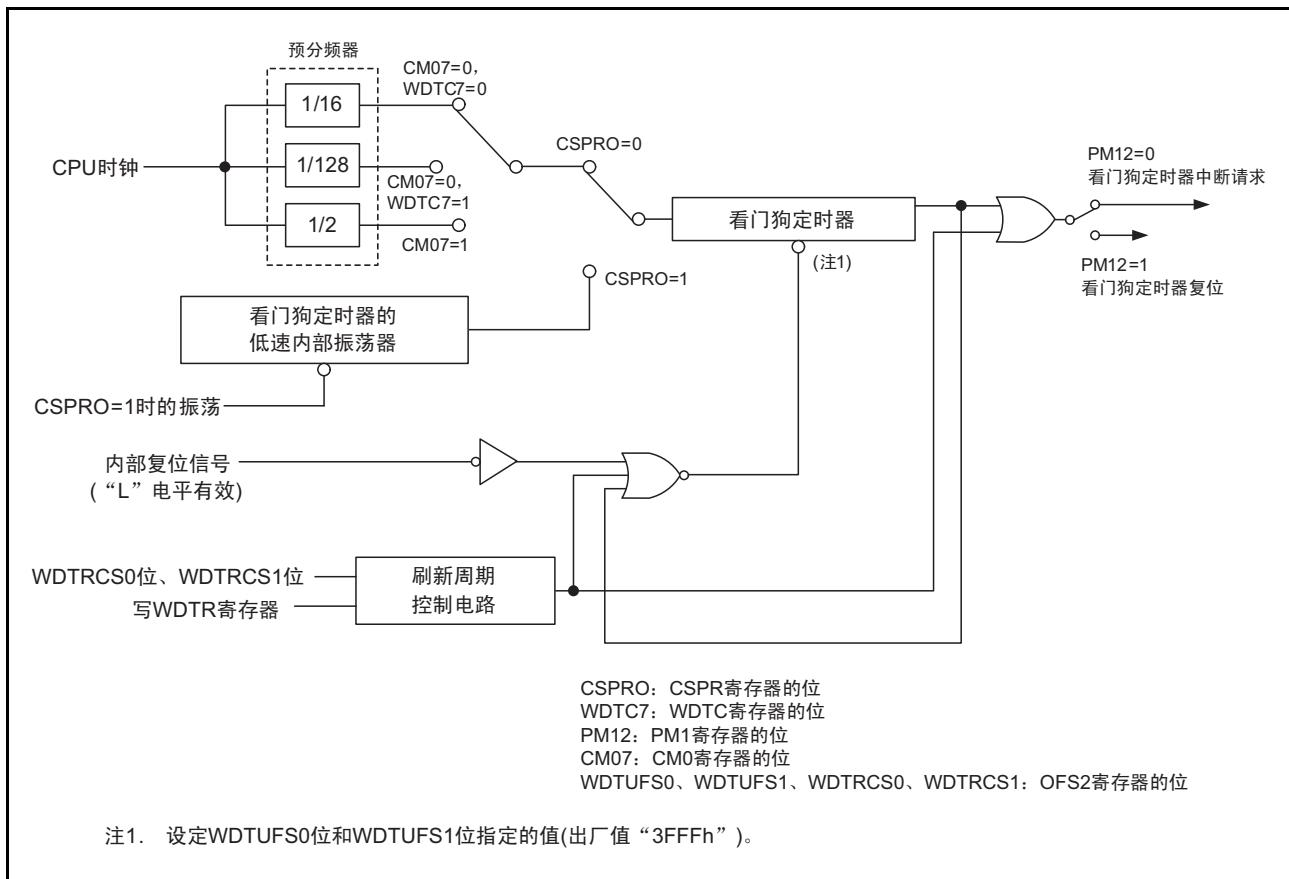 预分频器
CM07=0，
WDTC7=0
1/16
CSPRO=0
PM12=0
看门狗定时器中断请求
CPU时钟
1/128
CM07=0，
WDTC7=1
1/2
CM07=1
看门狗定时器
(注1)
CSPRO=1
PM12=1
看门狗定时器复位
看门狗定时器的
低速内部振荡器
CSPRO=1时的振荡
内部复位信号
(“L”电平有效)
WDTRCS0位、WDTRCS1位
写WDTR寄存器
刷新周期
控制电路
CSPRO：CSPR寄存器的位
WDTC7：WDTC寄存器的位
PM12：PM1寄存器的位
CM07：CM0寄存器的位
WDTUFS0、WDTUFS1、WDTRCS0、WDTRCS1：OFS2寄存器的位
注1. 设定WDTUFS0位和WDTUFS1位指定的值(出厂值“3FFFh”)。